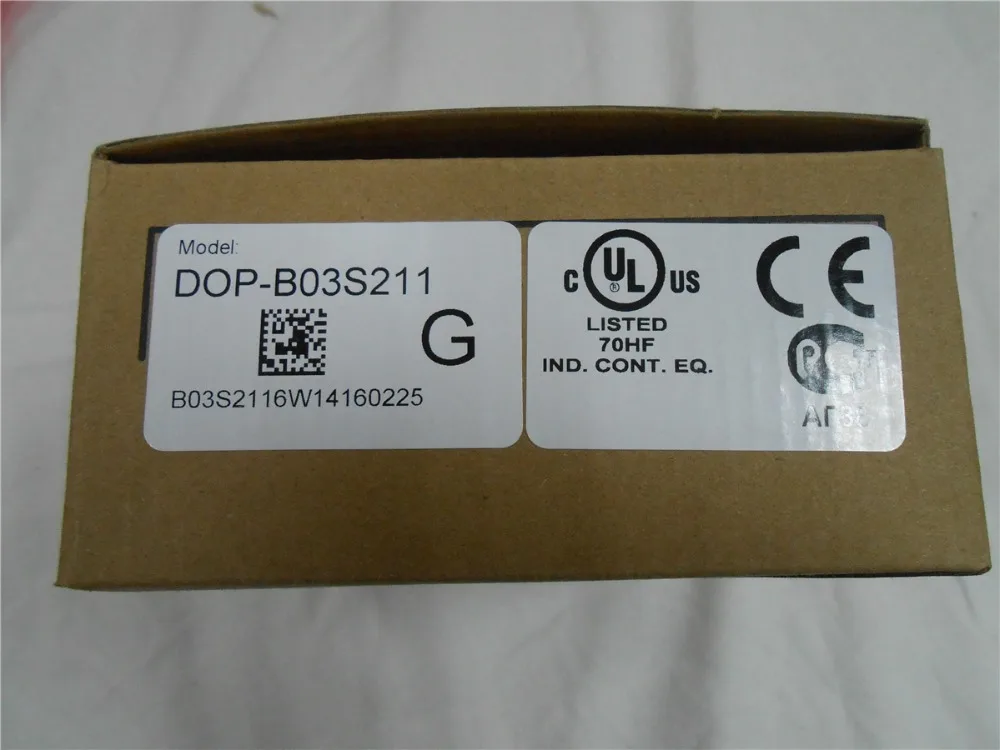 Model:
DOP-B03S211
G
B03S2116W14160225
C UL US
®
LISTED
70HF
IND. CONT. EQ.
CE